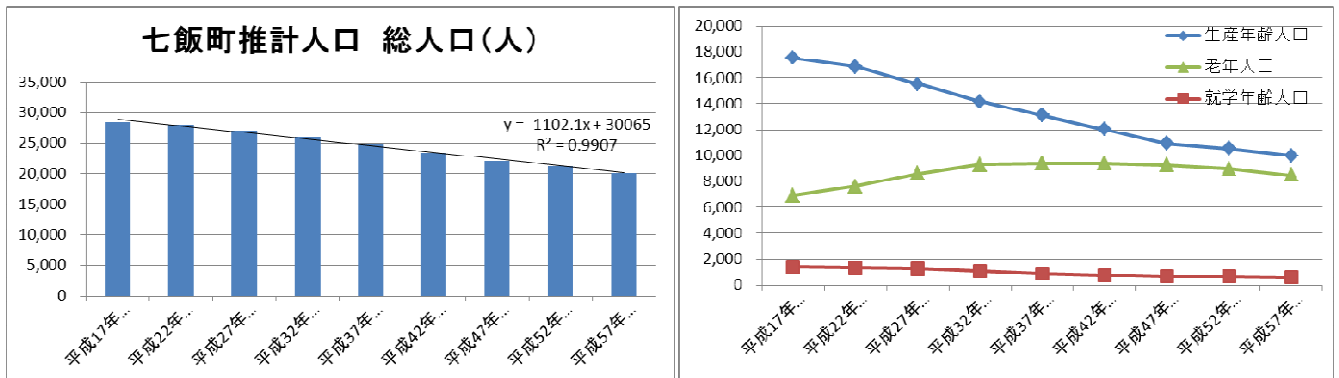 七飯町推計人口 総人口(人)
35,000
30,000
25,000
20,000
15,000
10,000
5,000
0
y = 1102.1x + 30065
R² = 0.9907
平成17年…
平成22年…
平成27年…
平成32年…
平成37年…
平成42年…
平成47年…
平成52年…
平成57年…
20,000
18,000
16,000
14,000
12,000
10,000
8,000
6,000
4,000
2,000
0
生産年齢人口
老年人口
就学年齢人口
平成17年…
平成22年…
平成27年…
平成32年…
平成37年…
平成42年…
平成47年…
平成52年…
平成57年…